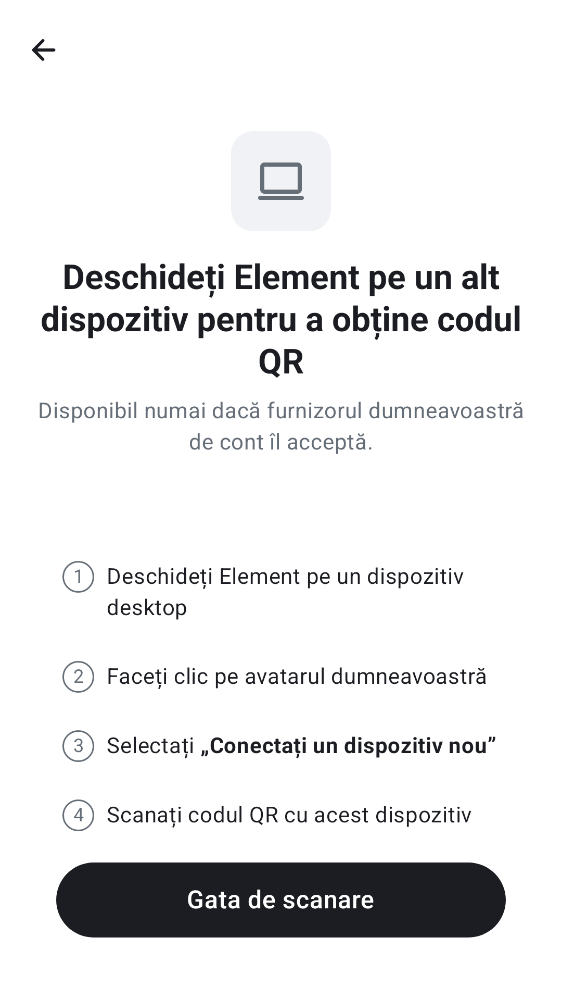 Deschideți Element pe un alt
dispozitiv pentru a obține codul
QR
Disponibil numai dacă furnizorul dumneavoastră
de cont îl acceptă.
1 Deschideți Element pe un dispozitiv
desktop
2 Faceți clic pe avatarul dumneavoastră
3 Selectați „Conectați un dispozitiv nou”
4 Scanați codul QR cu acest dispozitiv
Gata de scanare